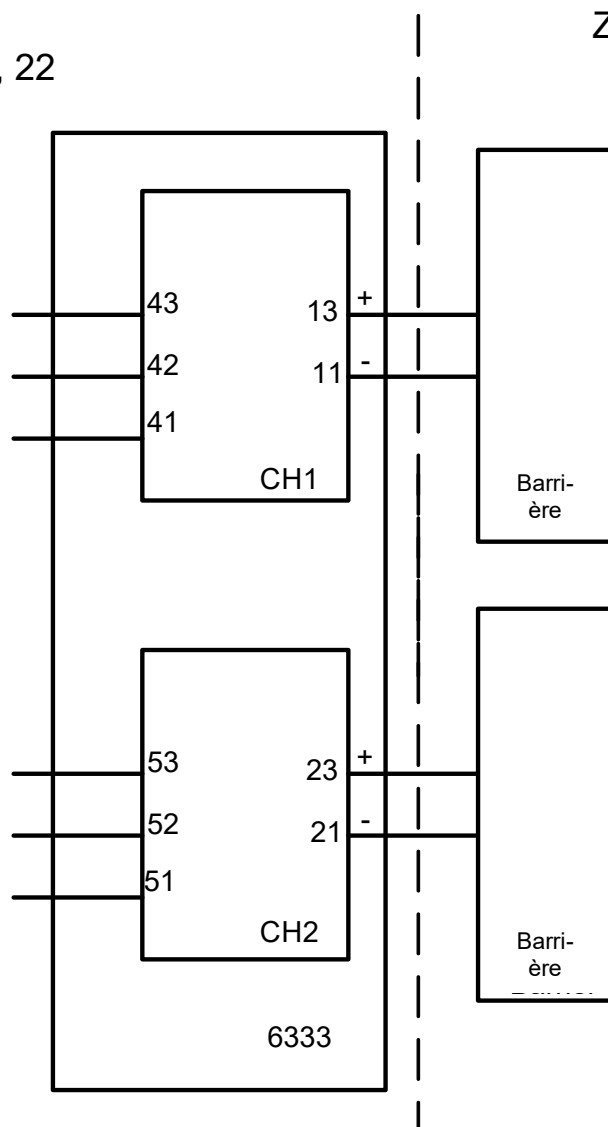 Z
, 22
43
13
+
42
11
-
41
CH1
Barri-
ère
53
23
+
52
21
-
51
CH2
Barri-
ère
6333